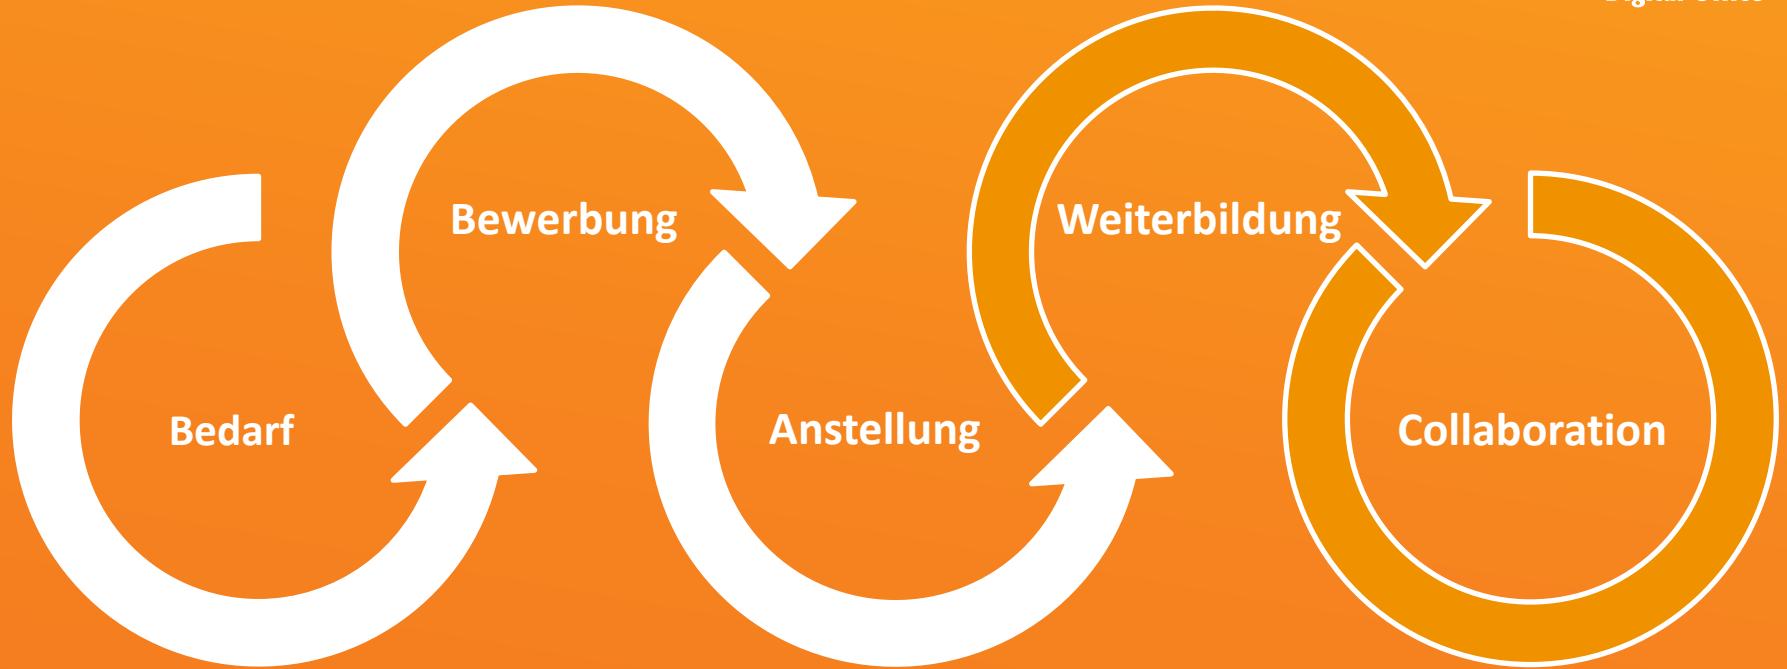 Bedarf
Bewerbung
Anstellung
Weiterbildung
Collaboration